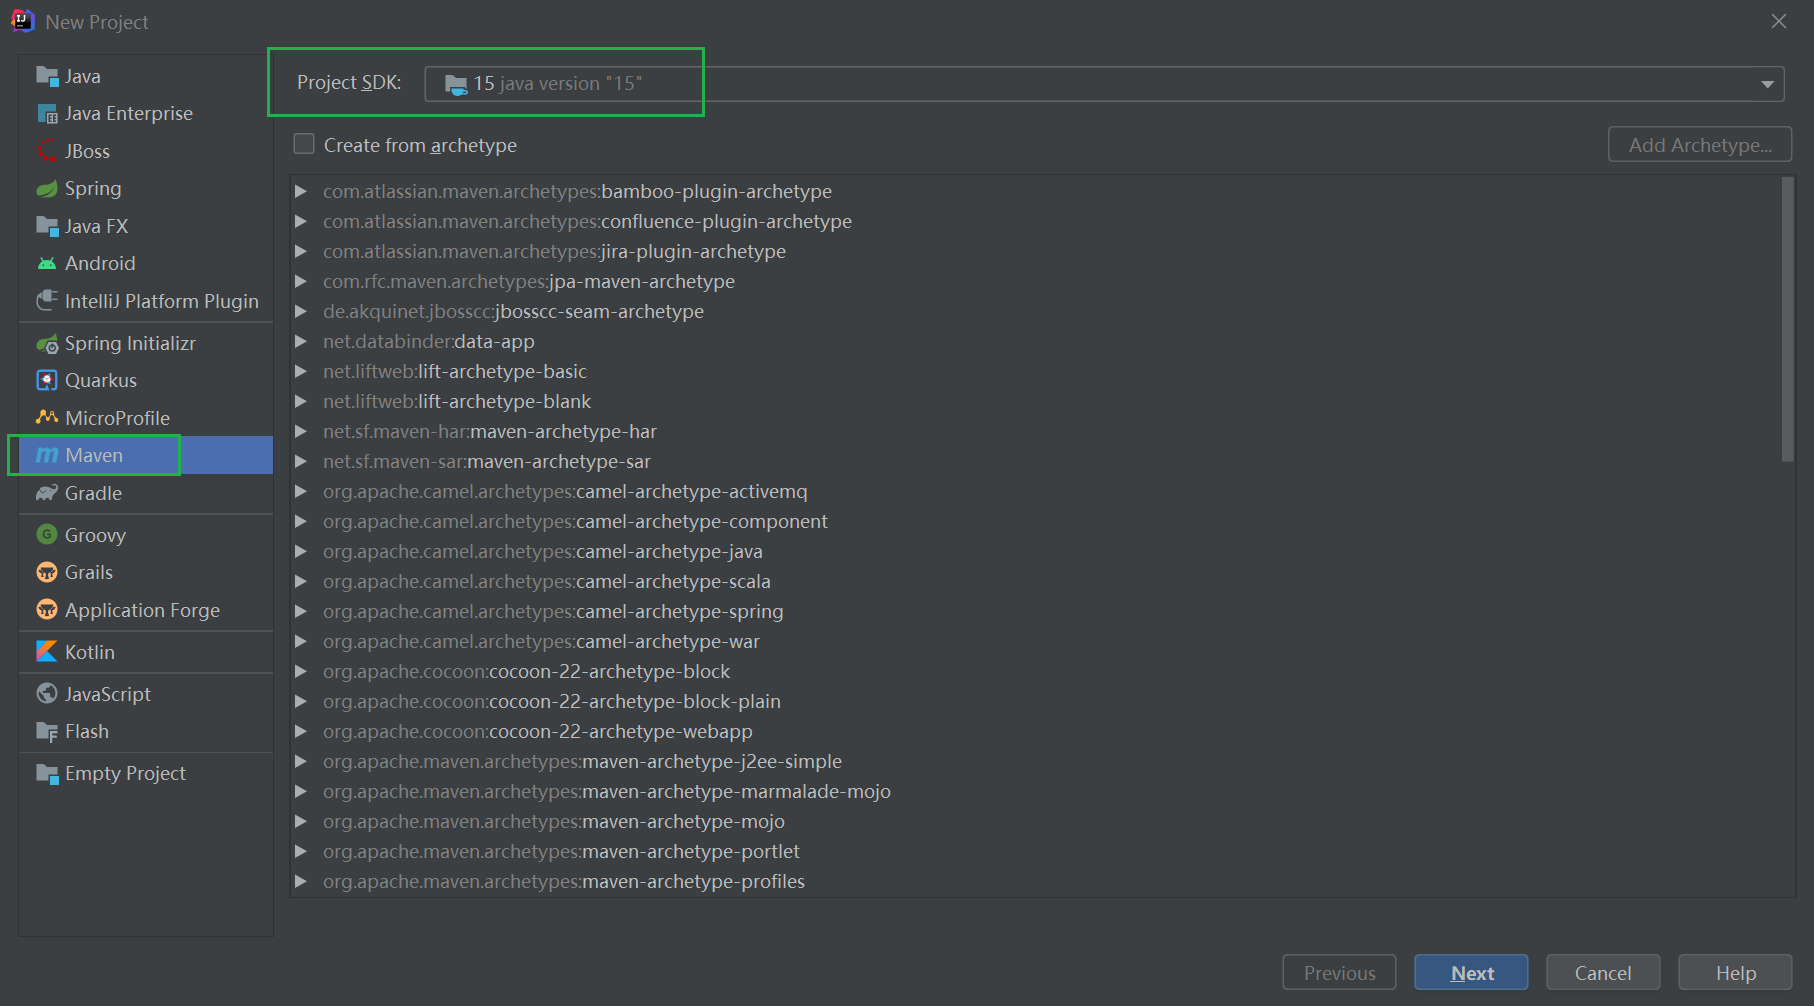 New Project
Java
Java Enterprise
JBoss
Spring
Java FX
Android
IntelliJ Platform Plugin
Spring Initializr
Quarkus
MicroProfile
Maven
Gradle
Groovy
Grails
Application Forge
Kotlin
JavaScript
Flash
Empty Project
Project SDK: 15 java version "15"
Create from archetype
Add Archetype...
com.atlassian.maven.archetypes:bamboo-plugin-archetype
com.atlassian.maven.archetypes:confluence-plugin-archetype
com.atlassian.maven.archetypes:jira-plugin-archetype
com.rfc.maven.archetypes:jpa-maven-archetype
de.akquinet.jbosscc:jbosscc-seam-archetype
net.databinder:data-app
net.liftweb:lift-archetype-basic
net.liftweb:lift-archetype-blank
net.sf.maven-har:maven-archetype-har
net.sf.maven-sar:maven-archetype-sar
org.apache.camel.archetypes:camel-archetype-activemq
org.apache.camel.archetypes:camel-archetype-component
org.apache.camel.archetypes:camel-archetype-java
org.apache.camel.archetypes:camel-archetype-scala
org.apache.camel.archetypes:camel-archetype-spring
org.apache.camel.archetypes:camel-archetype-war
org.apache.cocoon:cocoon-22-archetype-block
org.apache.cocoon:cocoon-22-archetype-block-plain
org.apache.cocoon:cocoon-22-archetype-webapp
org.apache.maven.archetypes:maven-archetype-j2ee-simple
org.apache.maven.archetypes:maven-archetype-marmalade-mojo
org.apache.maven.archetypes:maven-archetype-mojo
org.apache.maven.archetypes:maven-archetype-portlet
org.apache.maven.archetypes:maven-archetype-profiles
Previous
Next
Cancel
Help